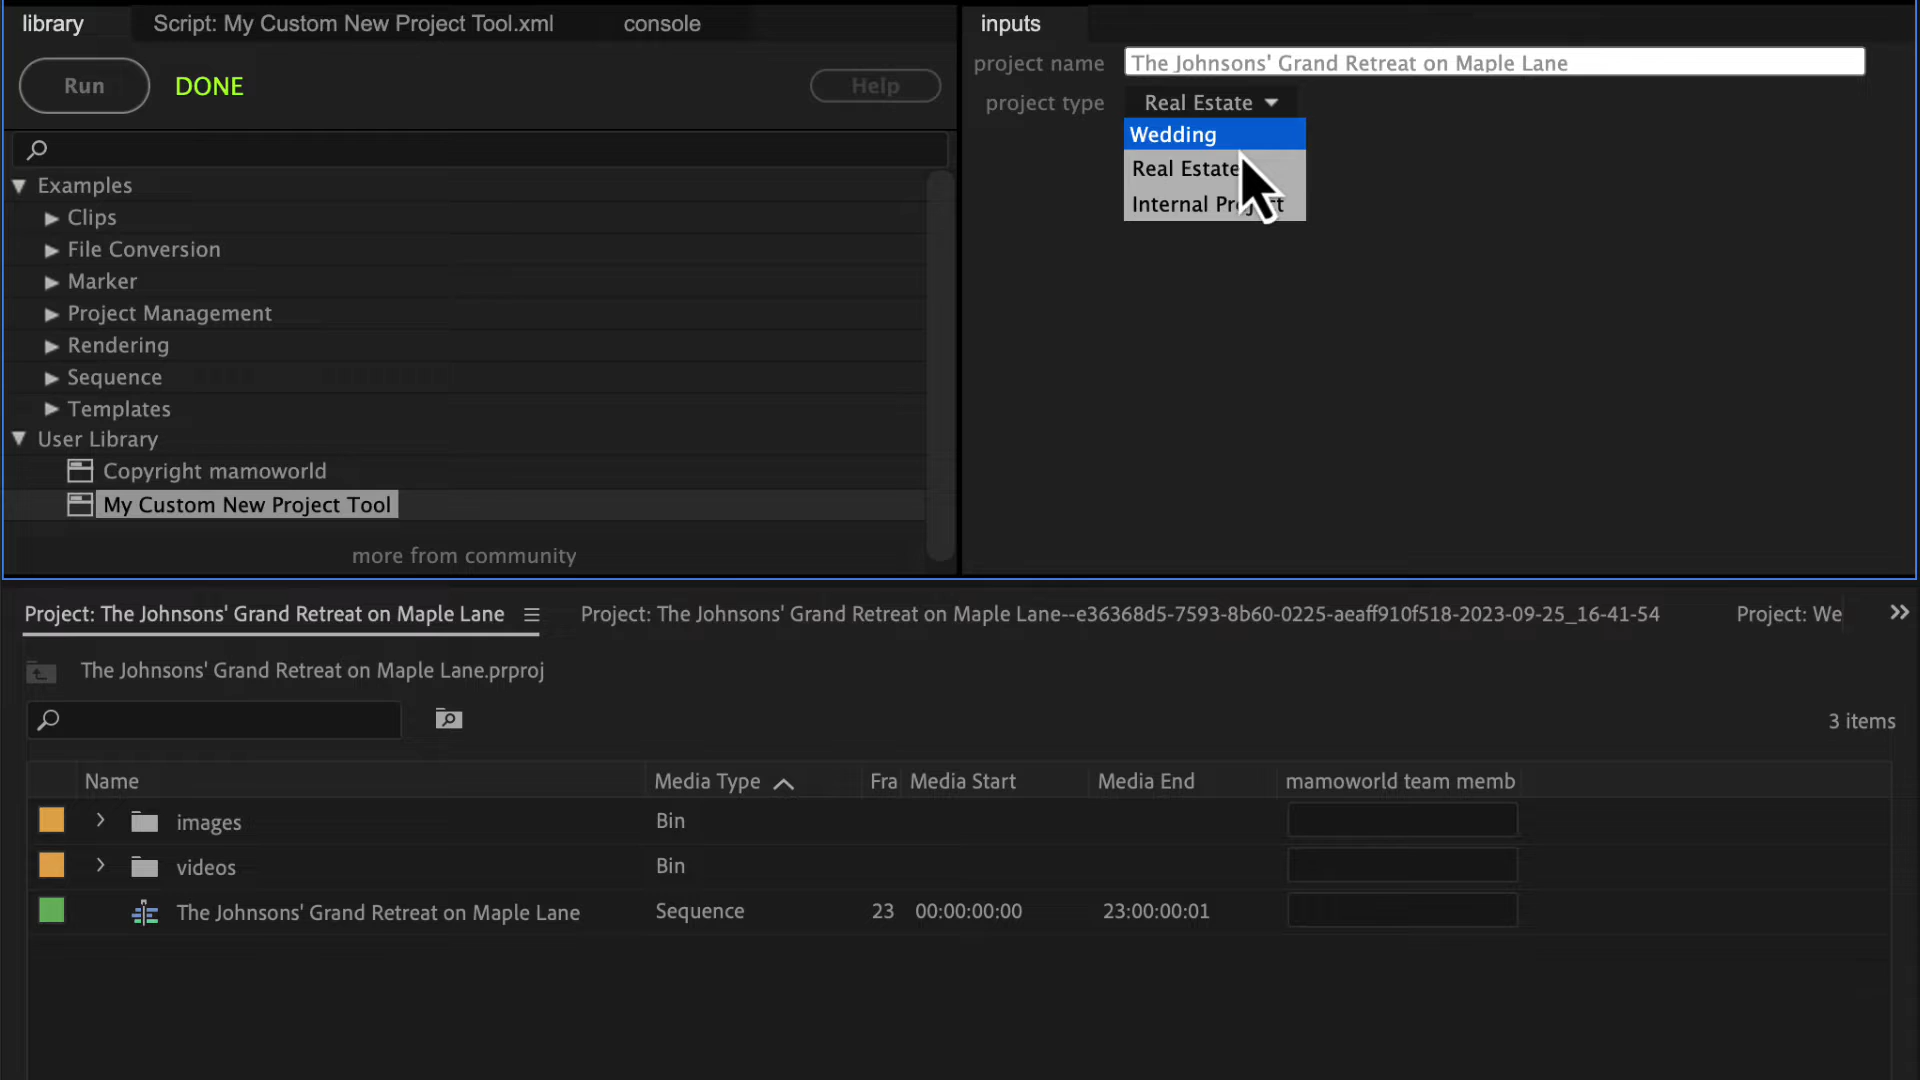 library
Script: My Custom New Project Tool.xml
console
Run
DONE
Help
Examples
Clips
File Conversion
Marker
Project Management
Rendering
Sequence
Templates
User Library
Copyright mamoworld
My Custom New Project Tool
more from community
inputs
project name
The Johnsons' Grand Retreat on Maple Lane
project type
Real Estate
Wedding
Real Estate
Internal
Project: The Johnsons' Grand Retreat on Maple Lane
Project: The Johnsons' Grand Retreat on Maple Lane--e36368d5-7593-8b60-0225-aeaff910f518-2023-09-25_16-41-54
Project: We
The Johnsons' Grand Retreat on Maple Lane.prproj
3 items
Name
Media Type
Fra
Media Start
Media End
mamoworld team memb
images
Bin
videos
Bin
The Johnsons' Grand Retreat on Maple Lane
Sequence
23
00:00:00:00
23:00:00:01